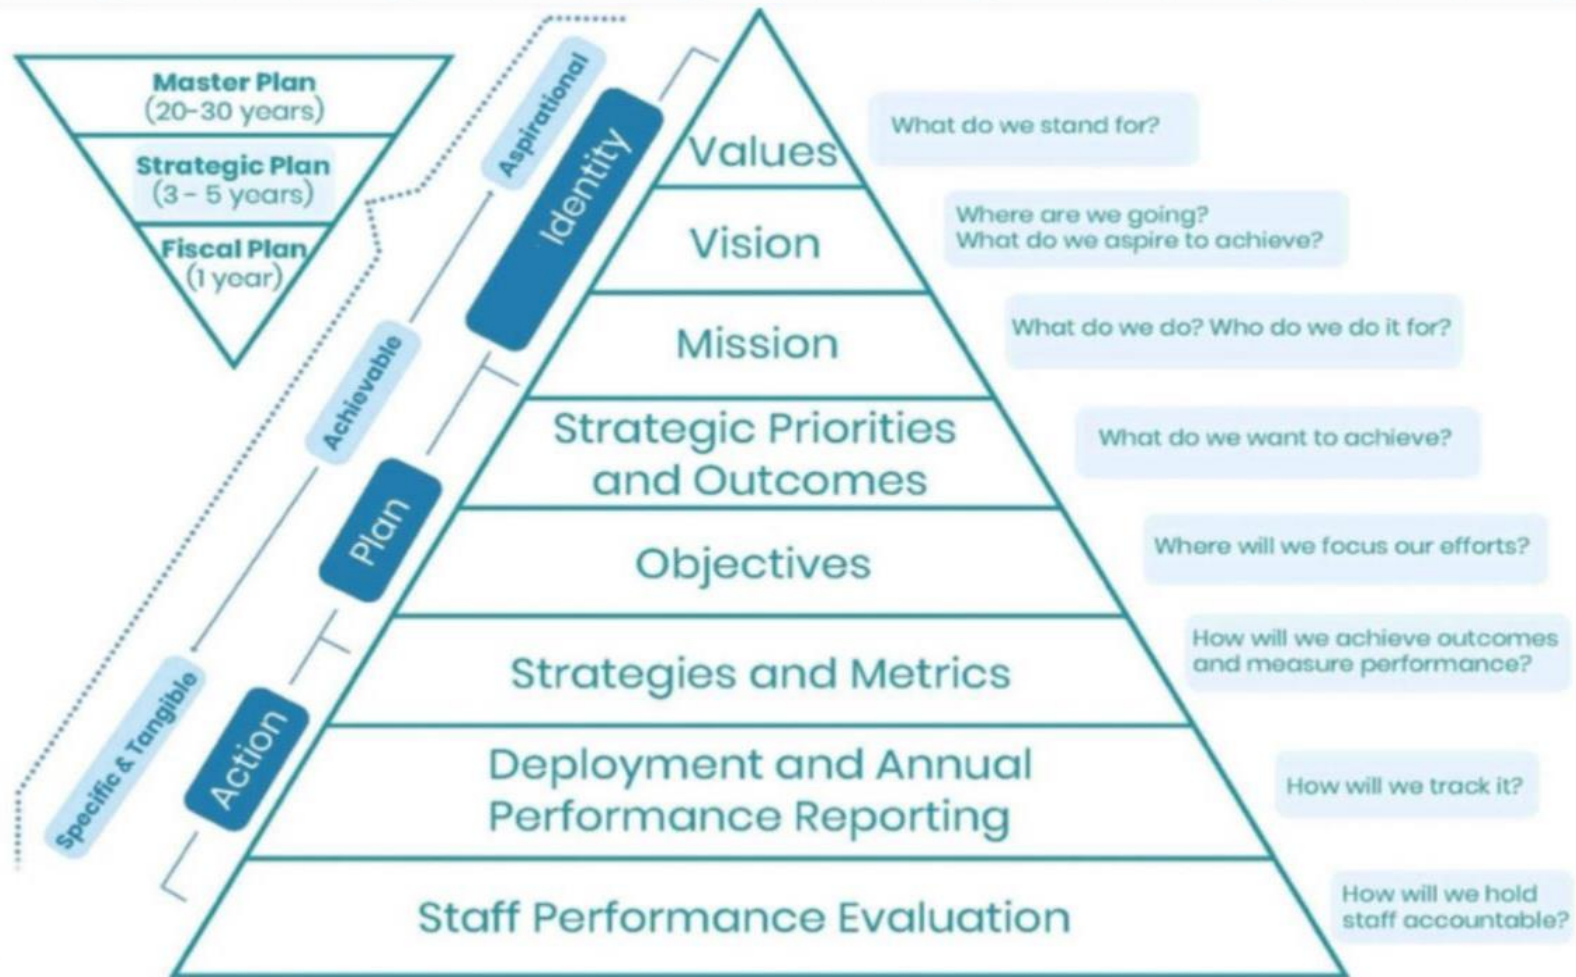 Master Plan
(20-30 years)
Strategic Plan
(3 - 5 years)
Fiscal Plan
(1 year)
Aspirational
Achievable
Specific & Tangible
Identity
Plan
Action
Values
What do we stand for?
Vision
Where are we going?
What do we aspire to achieve?
Mission
What do we do? Who do we do it for?
Strategic Priorities
and Outcomes
What do we want to achieve?
Objectives
Where will we focus our efforts?
Strategies and Metrics
How will we achieve outcomes
and measure performance?
Deployment and Annual
Performance Reporting
How will we track it?
Staff Performance Evaluation
How will we hold
staff accountable?